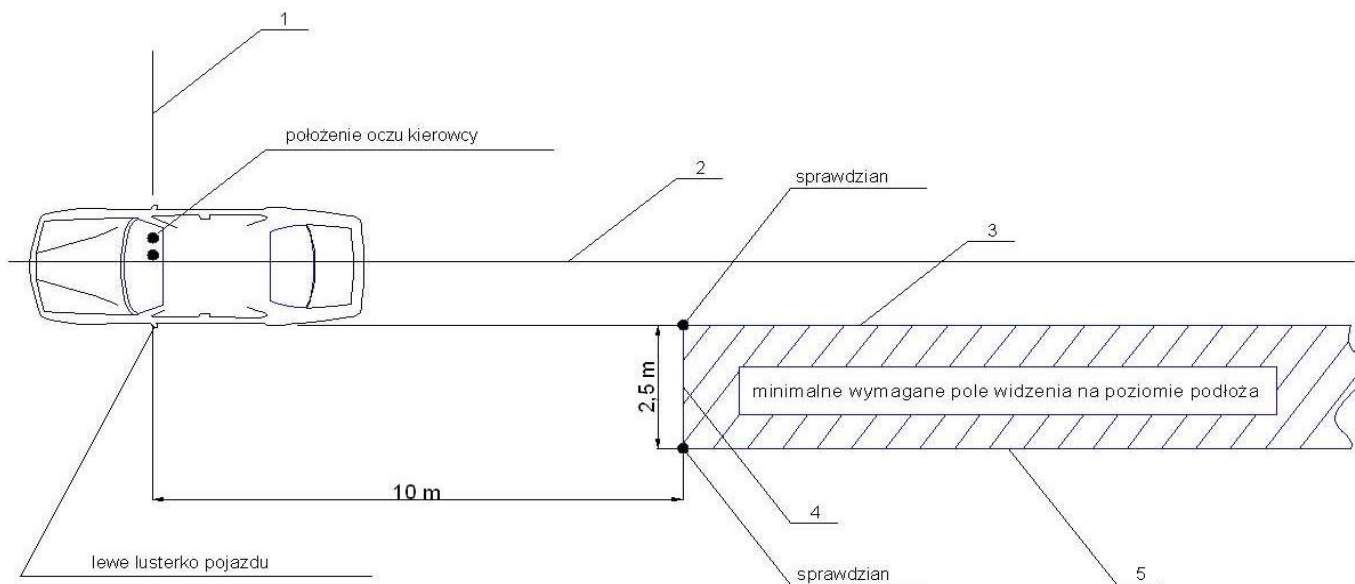 1
położenie oczu kierowcy
2
sprawdzian
3
2,5 m
minimalne wymagane pole widzenia na poziomie podłoża
10 m
4
lewe lusterko pojazdu
sprawdzian
5